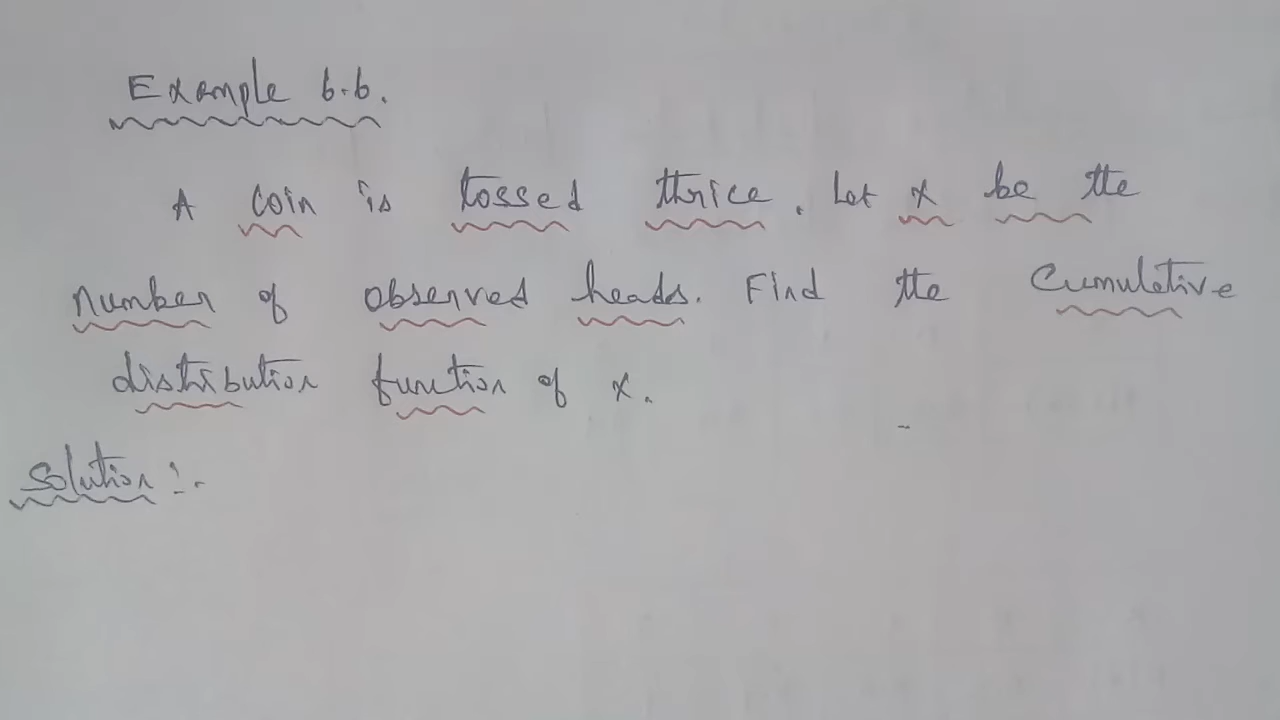 Example 6.6.
A coin is tossed thrice. Let x be the
number of observed heads. Find the Cumulative
distribution function of x.
Solution :-